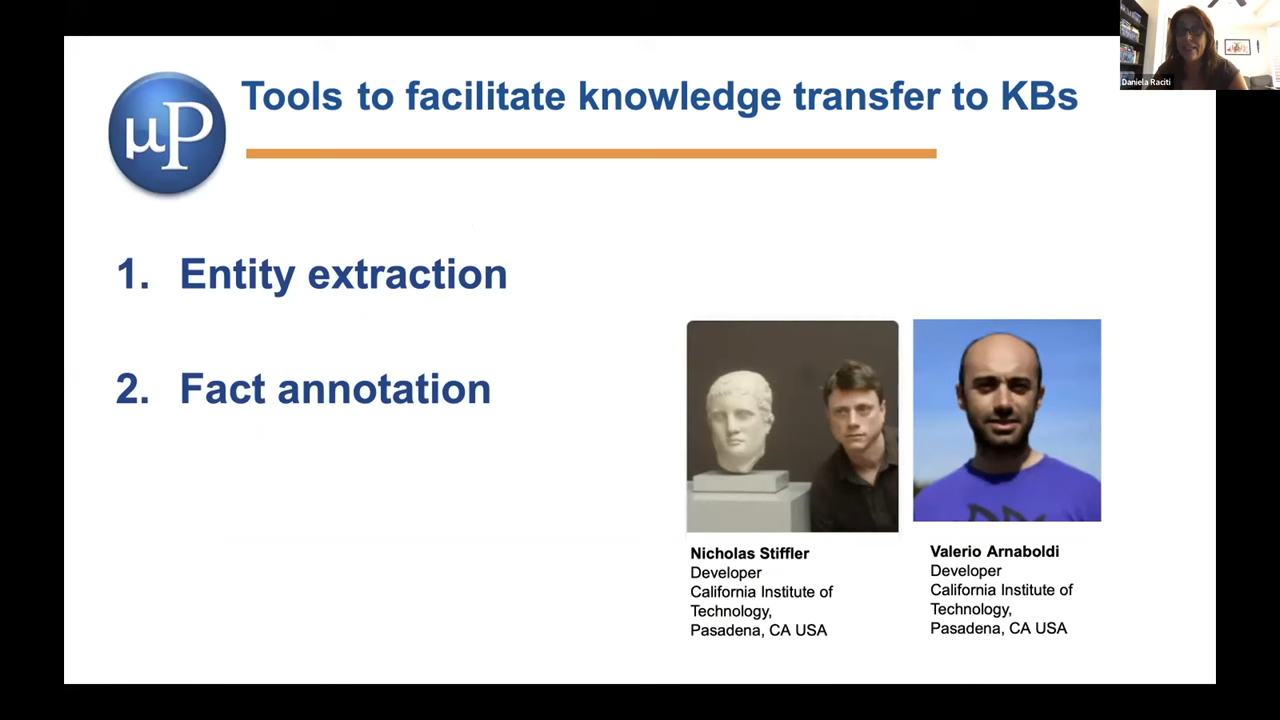 Tools to facilitate knowledge transfer to KBs
µP
1. Entity extraction
2. Fact annotation
Nicholas Stiffler
Developer
California Institute of
Technology,
Pasadena, CA USA
Valerio Arnaboldi
Developer
California Institute of
Technology,
Pasadena, CA USA
Daniela Raciti